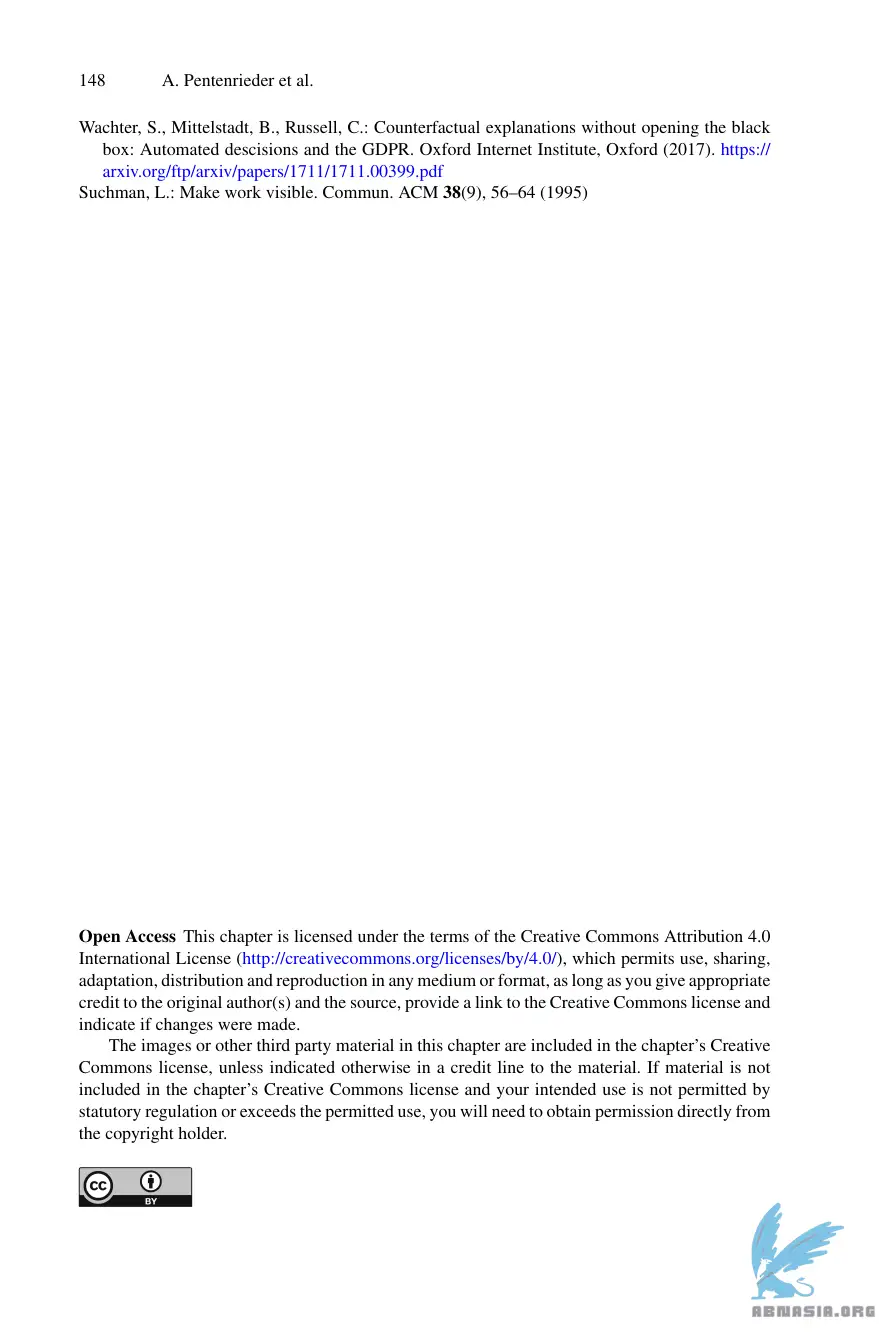 148 A. Pentenrieder et al.
Wachter, S., Mittelstadt, B., Russell, C.: Counterfactual explanations without opening the black
box: Automated descisions and the GDPR. Oxford Internet Institute, Oxford (2017). https://
arxiv.org/ftp/arxiv/papers/1711/1711.00399.pdf
Suchman, L.: Make work visible. Commun. ACM 38(9), 56–64 (1995)
Open Access This chapter is licensed under the terms of the Creative Commons Attribution 4.0
International License (http://creativecommons.org/licenses/by/4.0/), which permits use, sharing,
adaptation, distribution and reproduction in any medium or format, as long as you give appropriate
credit to the original author(s) and the source, provide a link to the Creative Commons license and
indicate if changes were made.
The images or other third party material in this chapter are included in the chapter’s Creative
Commons license, unless indicated otherwise in a credit line to the material. If material is not
included in the chapter’s Creative Commons license and your intended use is not permitted by
statutory regulation or exceeds the permitted use, you will need to obtain permission directly from
the copyright holder.
cc
BY
ABNASIA.ORG